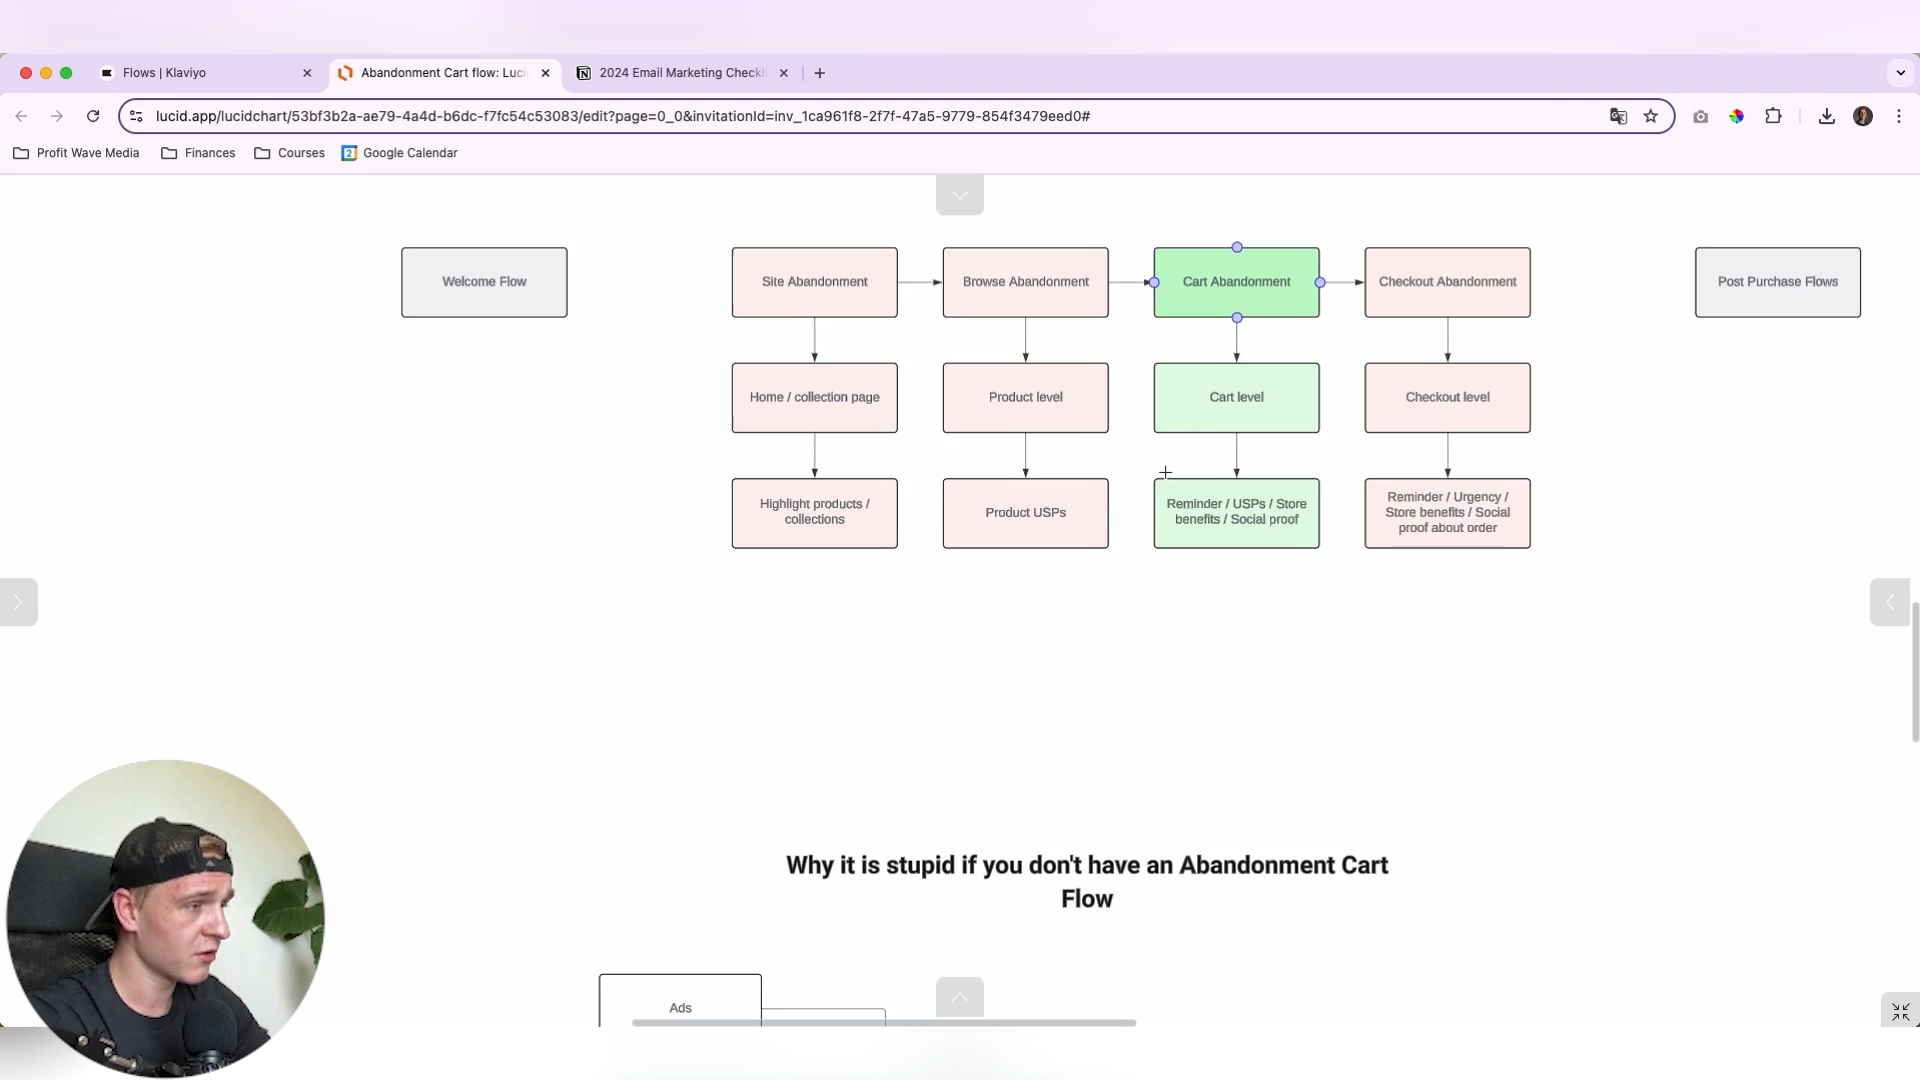 Flows | Klaviyo
Abandonment Cart flow: Luci
2024 Email Marketing Checkli
lucid.app/lucidchart/53bf3b2a-ae79-4a4d-b6dc-f7fc54c53083/edit?page=0_0&invitationId=inv_1ca961f8-2f7f-47a5-9779-854f3479eed0#
Profit Wave Media
Finances
Courses
2
Google Calendar
Welcome Flow
Site Abandonment
Browse Abandonment
Cart Abandonment
Checkout Abandonment
Post Purchase Flows
Home / collection page
Product level
Cart level
Checkout level
Highlight products /
collections
Product USPs
Reminder / USPs / Store
benefits / Social proof
Reminder / Urgency /
Store benefits / Social
proof about order
Why it is stupid if you don't have an Abandonment Cart
Flow
Ads